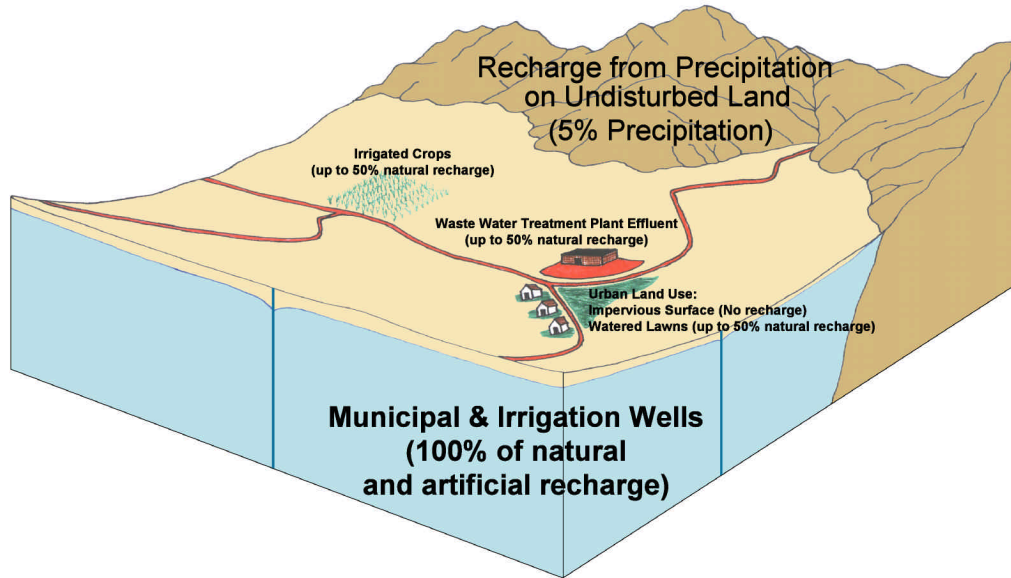 Recharge from Precipitation
on Undisturbed Land
(5% Precipitation)
Irrigated Crops
(up to 50% natural recharge)
Waste Water Treatment Plant Effluent
(up to 50% natural recharge)
Urban Land Use:
Impervious Surface (No recharge)
Watered Lawns (up to 50% natural recharge)
Municipal & Irrigation Wells
(100% of natural
and artificial recharge)